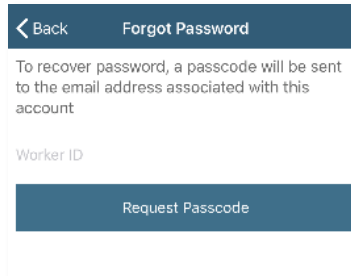 Back Forgot Password
To recover password, a passcode will be sent
to the email address associated with this
account
Worker ID
Request Passcode